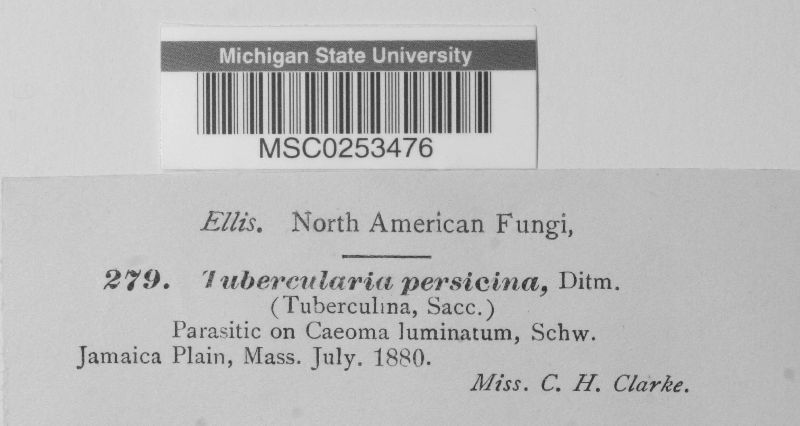 Michigan State University
MSC0253476
Ellis. North American Fungi,
279. Tubercularia persicina, Ditm.
(Tuberculina, Sacc.)
Parasitic on Caeoma luminatum, Schw.
Jamaica Plain, Mass. July. 1880.
Miss. C. H. Clarke.